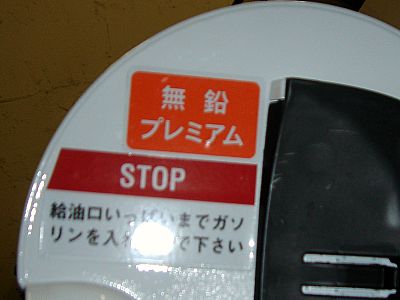 無鉛
プレミアム
STOP
給油口いっぱいまでガソ
リンを入れ で下さい